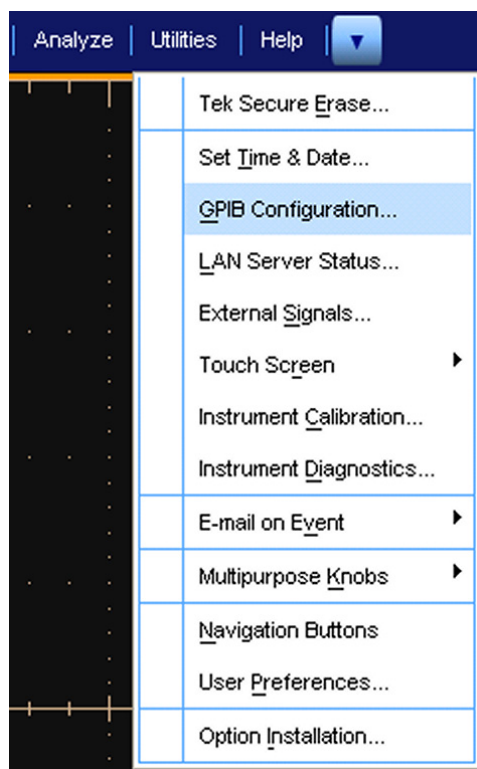 Analyze | Utilities | Help |
Tek Secure Erase...
Set Time & Date...
GPIB Configuration...
LAN Server Status...
External Signals...
Touch Screen
Instrument Calibration...
Instrument Diagnostics...
E-mail on Event
Multipurpose Knobs
Navigation Buttons
User Preferences...
Option Installation...